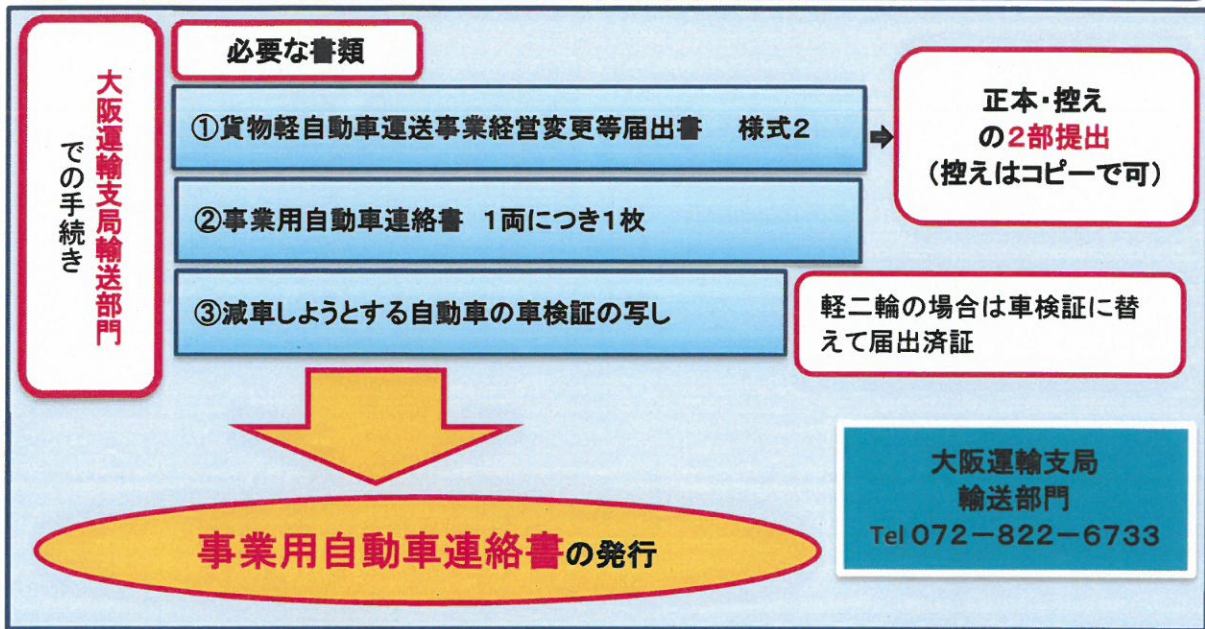 大阪運輸支局輸送部門
での手続き
必要な書類
①貨物軽自動車運送事業経営変更等届出書　様式2
➡
正本・控え
の2部提出
(控えはコピーで可)
②事業用自動車連絡書 1両につき1枚
③減車しようとする自動車の車検証の写し
軽二輪の場合は車検証に替
えて届出済証
事業用自動車連絡書の発行
大阪運輸支局
輸送部門
Tel 072－822－6733